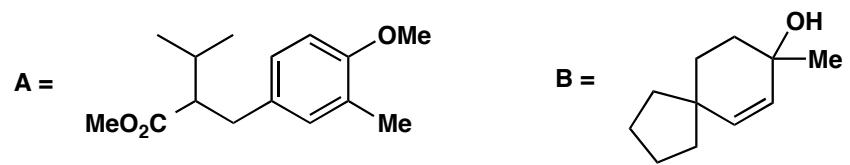 A =
OMe
MeO₂C
Me
B =
OH
Me